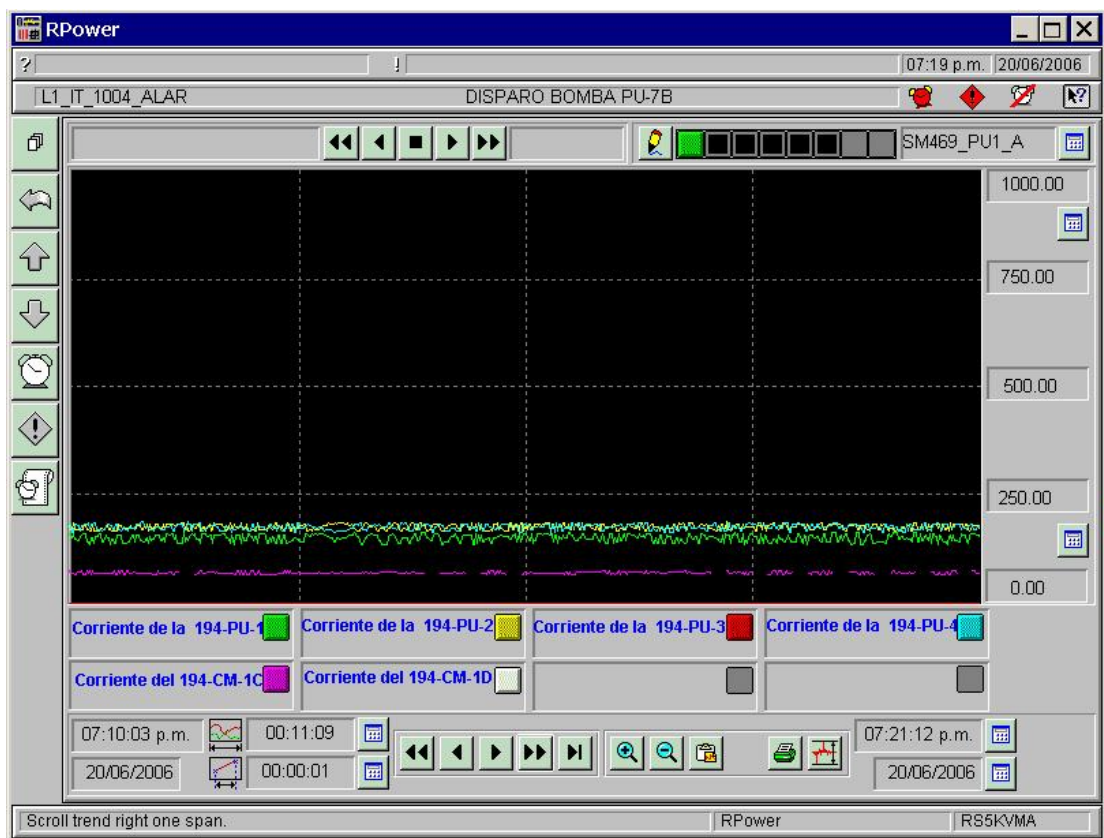 RPower
?
!
07:19 p.m. 20/06/2006
L1_IT_1004_ALAR DISPARO BOMBA PU-7B
SM469_PU1_A
1000.00
750.00
500.00
250.00
0.00
Corriente de la 194-PU-1 Corriente de la 194-PU-2 Corriente de la 194-PU-3 Corriente de la 194-PU-4
Corriente del 194-CM-1C Corriente del 194-CM-1D
07:10:03 p.m. 00:11:09 07:21:12 p.m.
20/06/2006 00:00:01 20/06/2006
Scroll trend right one span. RPower RS5KVMA